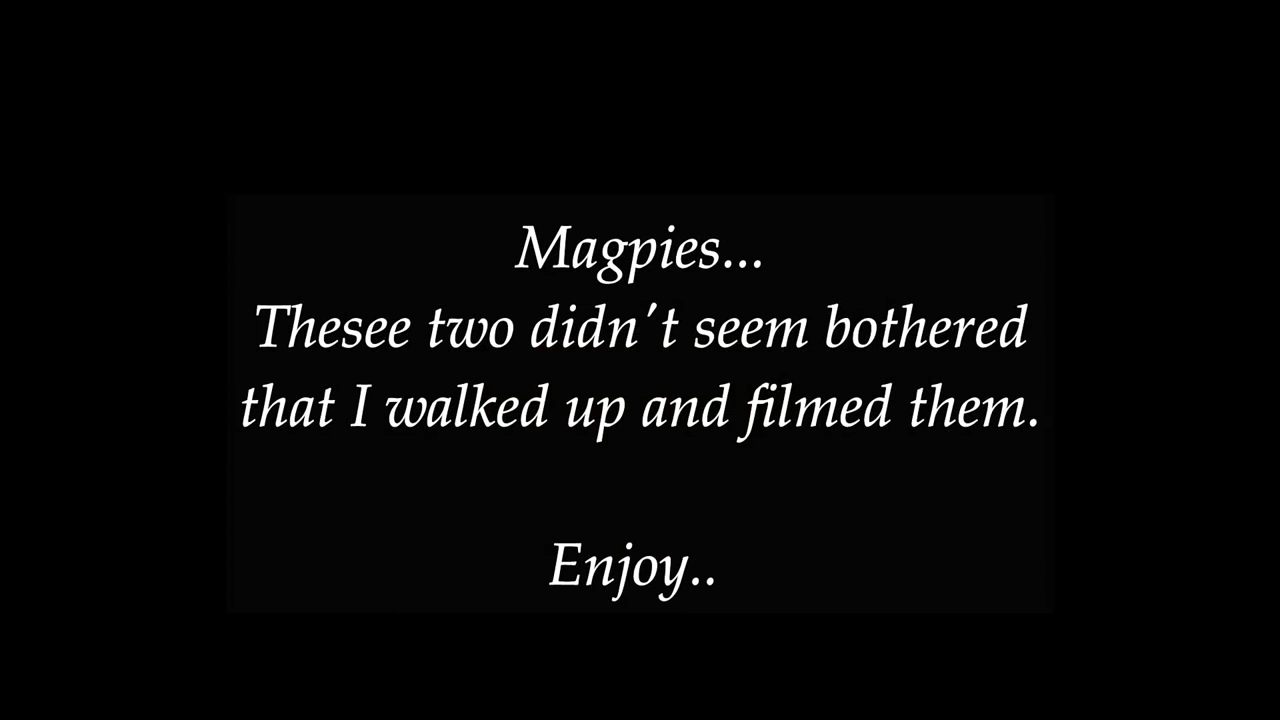 Magpies...
Thesee two didn't seem bothered
that I walked up and filmed them.
Enjoy..